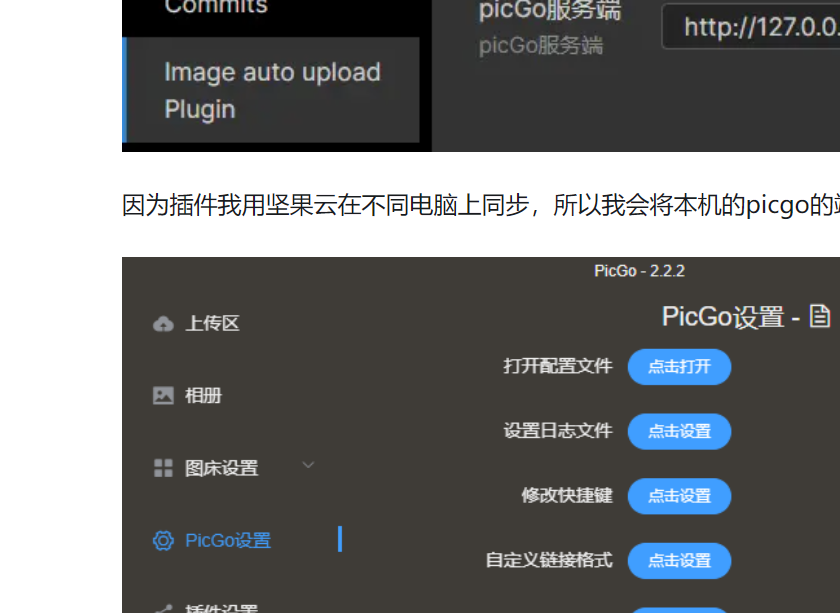 Commits
picGo服务端
http://127.0.0.
picGo服务端
Image auto upload
Plugin
因为插件我用坚果云在不同电脑上同步，所以我会将本机的picgo的
PicGo - 2.2.2
上传区
PicGo设置 -
打开配置文件 点击打开
相册
设置日志文件 点击设置
图床设置
修改快捷键 点击设置
PicGo设置
自定义链接格式 点击设置
插件设置